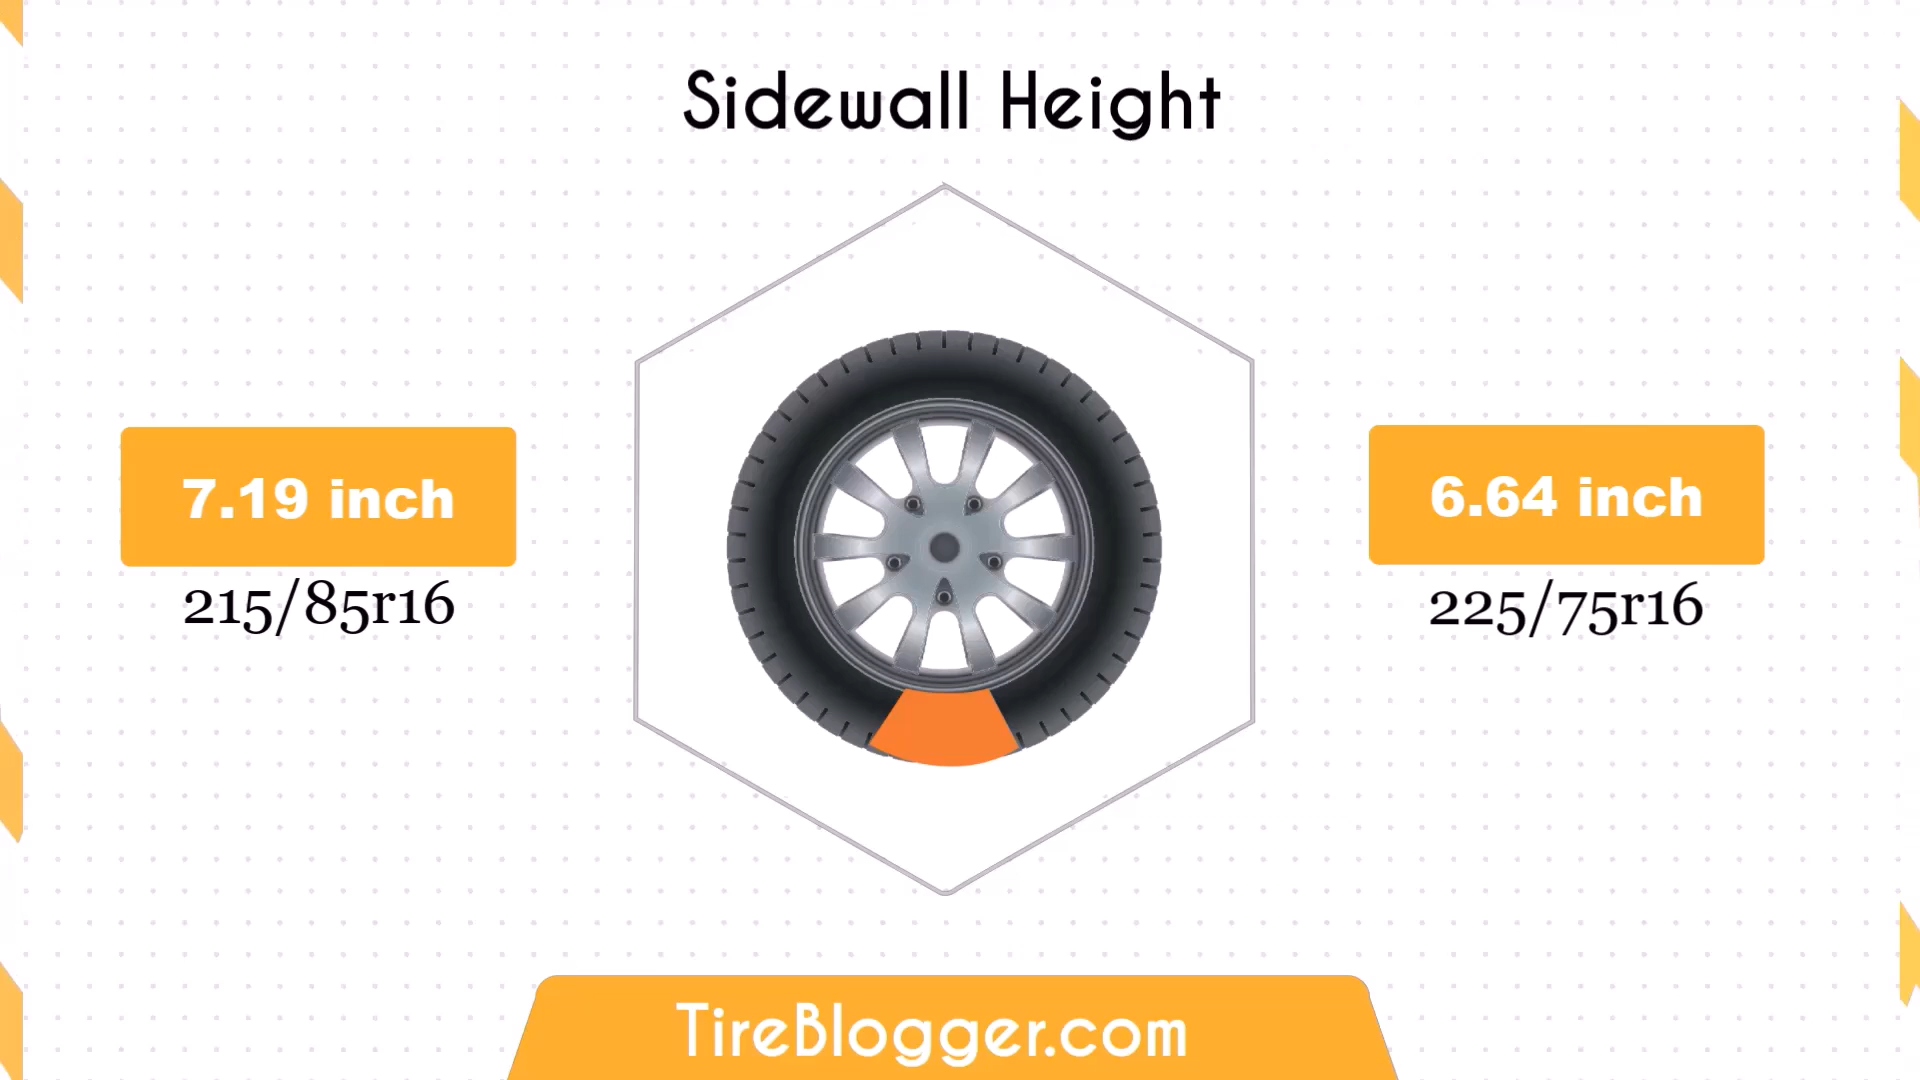 Sidewall Height
7.19 inch
215/85r16
6.64 inch
225/75r16
TireBlogger.com